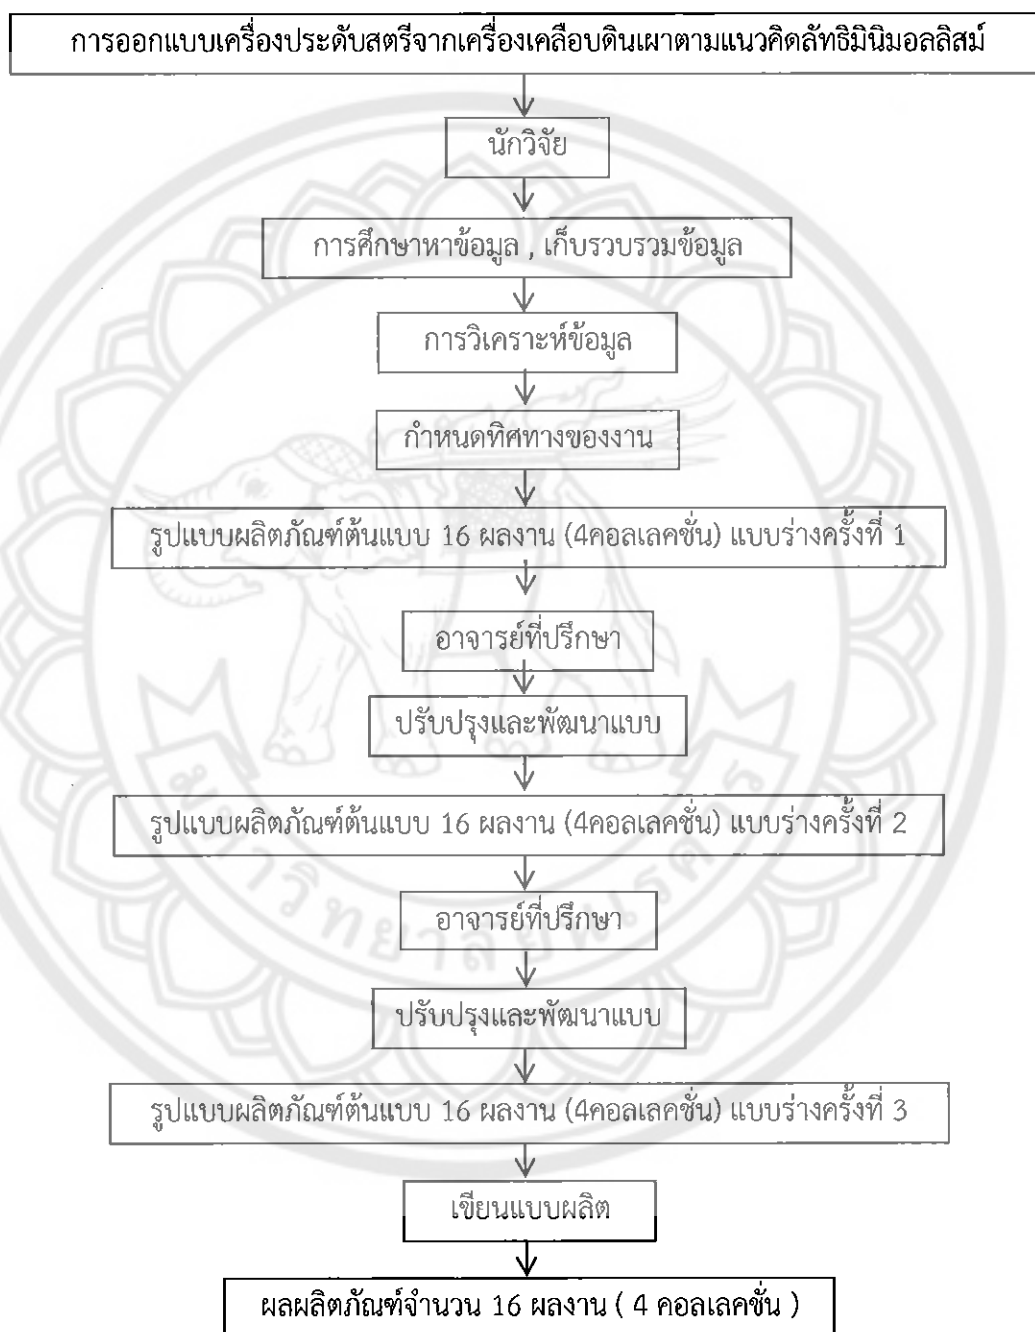 การออกแบบเครื่องประดับสตรีจากเครื่องเคลือบดินเผาตามแนวคิดลัทธิมินิมอลลิสม์
นักวิจัย
การศึกษาหาข้อมูล , เก็บรวบรวมข้อมูล
การวิเคราะห์ข้อมูล
กำหนดทิศทางของงาน
รูปแบบผลิตภัณฑ์ต้นแบบ 16 ผลงาน (4คอลเลคชั่น) แบบร่างครั้งที่ 1
อาจารย์ที่ปรึกษา
ปรับปรุงและพัฒนาแบบ
รูปแบบผลิตภัณฑ์ต้นแบบ 16 ผลงาน (4คอลเลคชั่น) แบบร่างครั้งที่ 2
อาจารย์ที่ปรึกษา
ปรับปรุงและพัฒนาแบบ
รูปแบบผลิตภัณฑ์ต้นแบบ 16 ผลงาน (4คอลเลคชั่น) แบบร่างครั้งที่ 3
เขียนแบบผลิต
ผลผลิตภัณฑ์จำนวน 16 ผลงาน ( 4 คอลเลคชั่น )
มหาวิทยาลัยนเรศวร